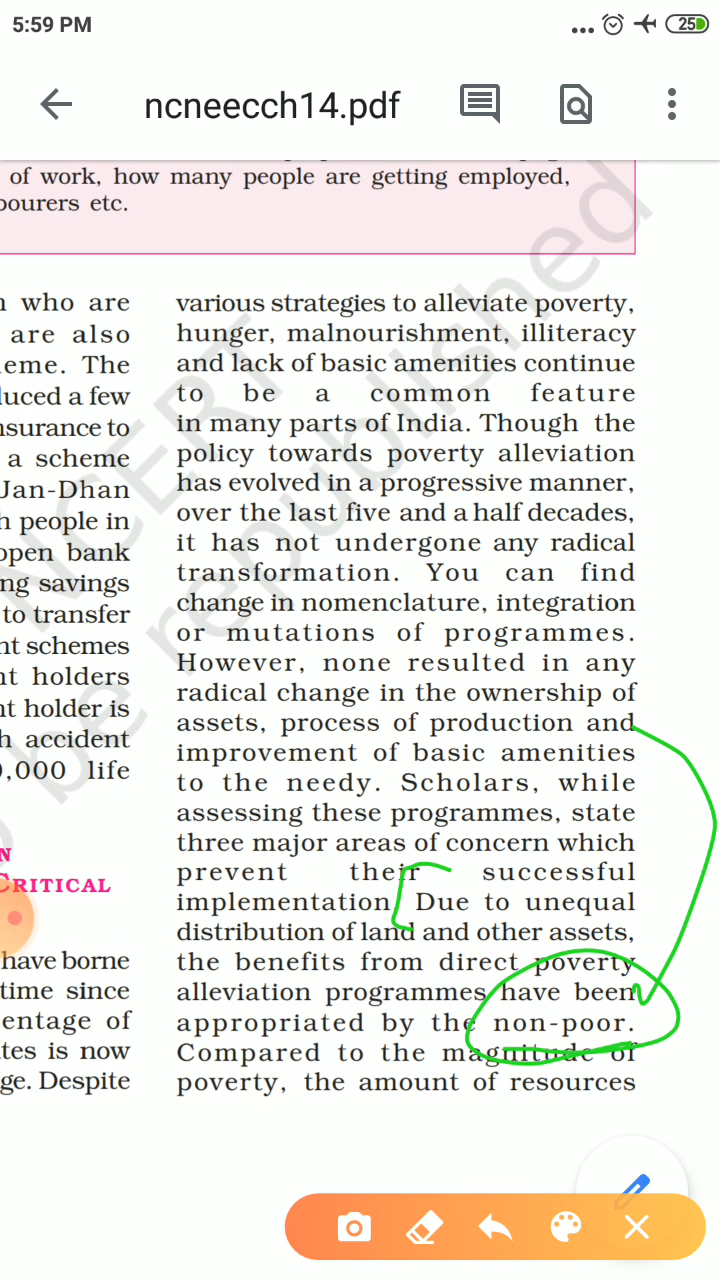 5:59 PM
25
ncneecch14.pdf
of work, how many people are getting employed,
bourers etc.
n who are
are also
eme. The
luced a few
nsurance to
a scheme
Jan-Dhan
h people in
open bank
ng savings
to transfer
nt schemes
nt holders
nt holder is
h accident
0,000 life
N
CRITICAL
have borne
time since
entage of
tes is now
ge. Despite
various strategies to alleviate poverty,
hunger, malnourishment, illiteracy
and lack of basic amenities continue
to be a common feature
in many parts of India. Though the
policy towards poverty alleviation
has evolved in a progressive manner,
over the last five and a half decades,
it has not undergone any radical
transformation. You can find
change in nomenclature, integration
or mutations of programmes.
However, none resulted in any
radical change in the ownership of
assets, process of production and
improvement of basic amenities
to the needy. Scholars, while
assessing these programmes, state
three major areas of concern which
prevent their successful
implementation. Due to unequal
distribution of land and other assets,
the benefits from direct poverty
alleviation programmes have been
appropriated by the non-poor.
Compared to the magnitude of
poverty, the amount of resources
NCERT
be republished